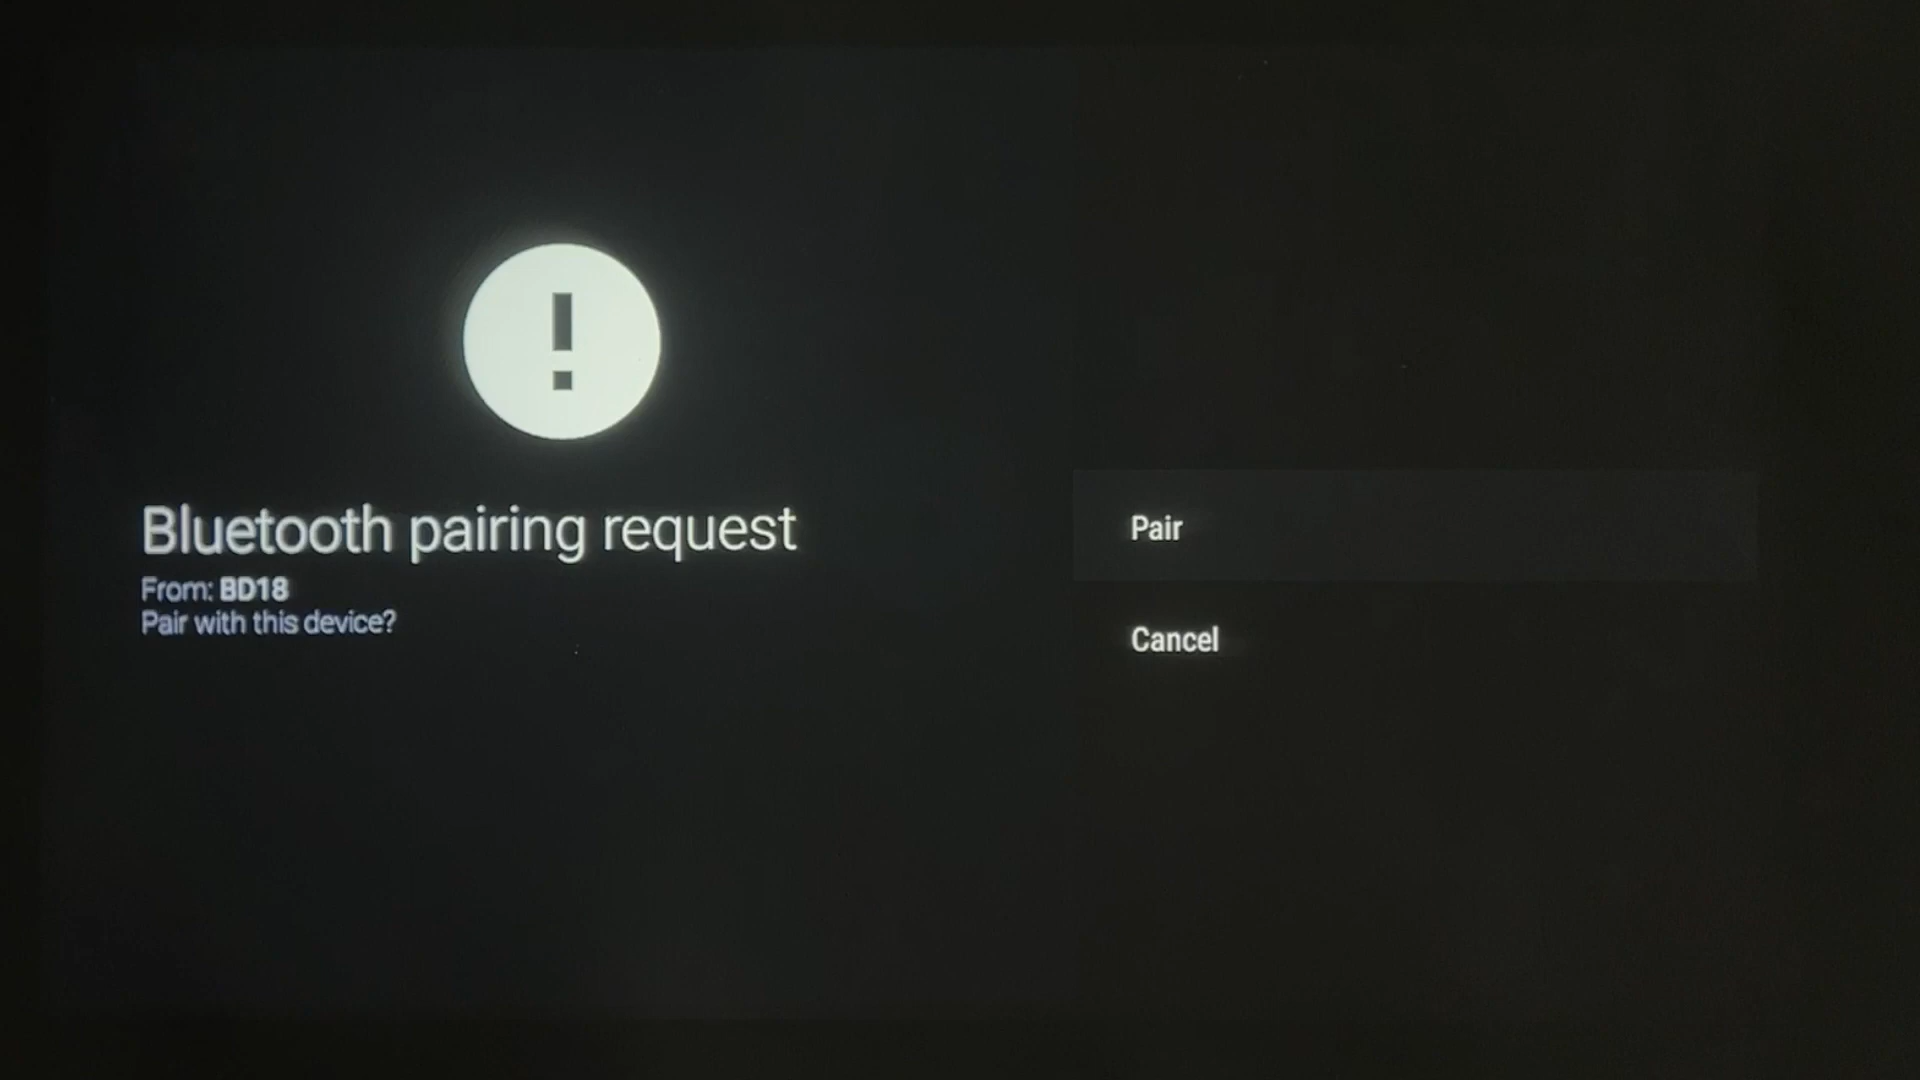 Bluetooth pairing request
From: BD18
Pair with this device?
Pair
Cancel